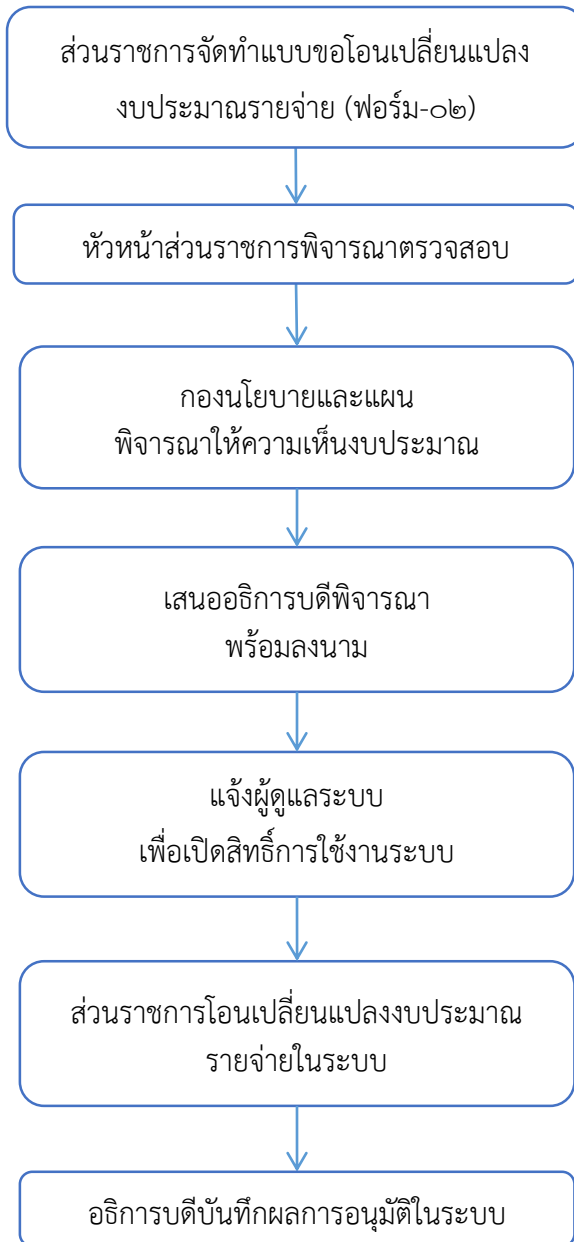 ส่วนราชการจัดทำแบบขอโอนเปลี่ยนแปลง
งบประมาณรายจ่าย (ฟอร์ม-๐๒)
หัวหน้าส่วนราชการพิจารณาตรวจสอบ
กองนโยบายและแผน
พิจารณาให้ความเห็นงบประมาณ
เสนออธิการบดีพิจารณา
พร้อมลงนาม
แจ้งผู้ดูแลระบบ
เพื่อเปิดสิทธิ์การใช้งานระบบ
ส่วนราชการโอนเปลี่ยนแปลงงบประมาณ
รายจ่ายในระบบ
อธิการบดีบันทึกผลการอนุมัติในระบบ